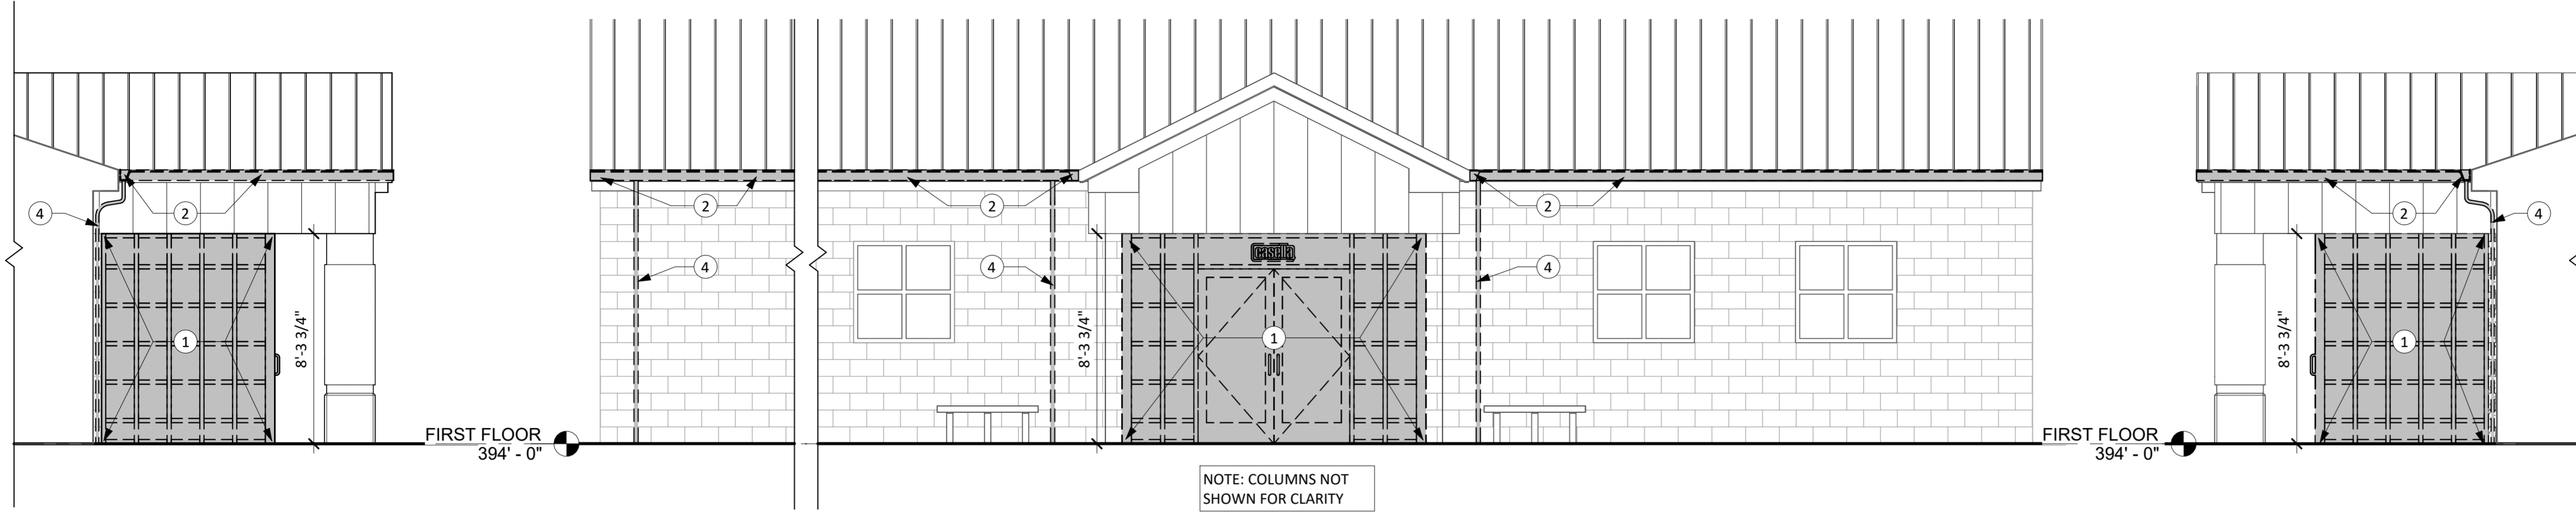 4
2
1
8'-3 3/4"
FIRST FLOOR
394' - 0"
2
4
2
4
8'-3 3/4"
casella
1
2
4
NOTE: COLUMNS NOT
SHOWN FOR CLARITY
FIRST FLOOR
394' - 0"
8'-3 3/4"
2
4
1